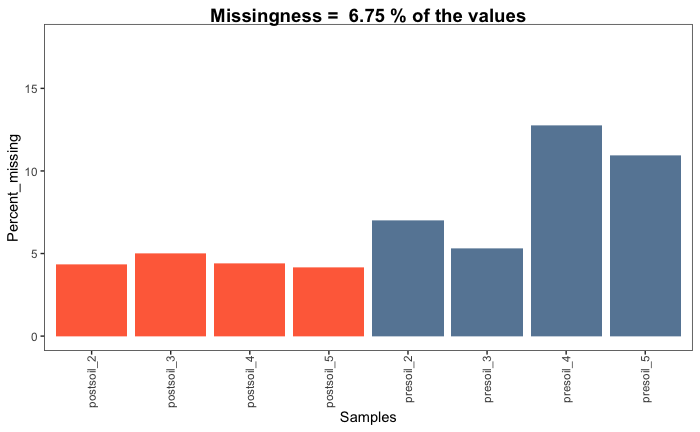 Missingness =  6.75 % of the values
Percent_missing
15
10
5
0
postsoil_2
postsoil_3
postsoil_4
postsoil_5
presoil_2
presoil_3
presoil_4
presoil_5
Samples